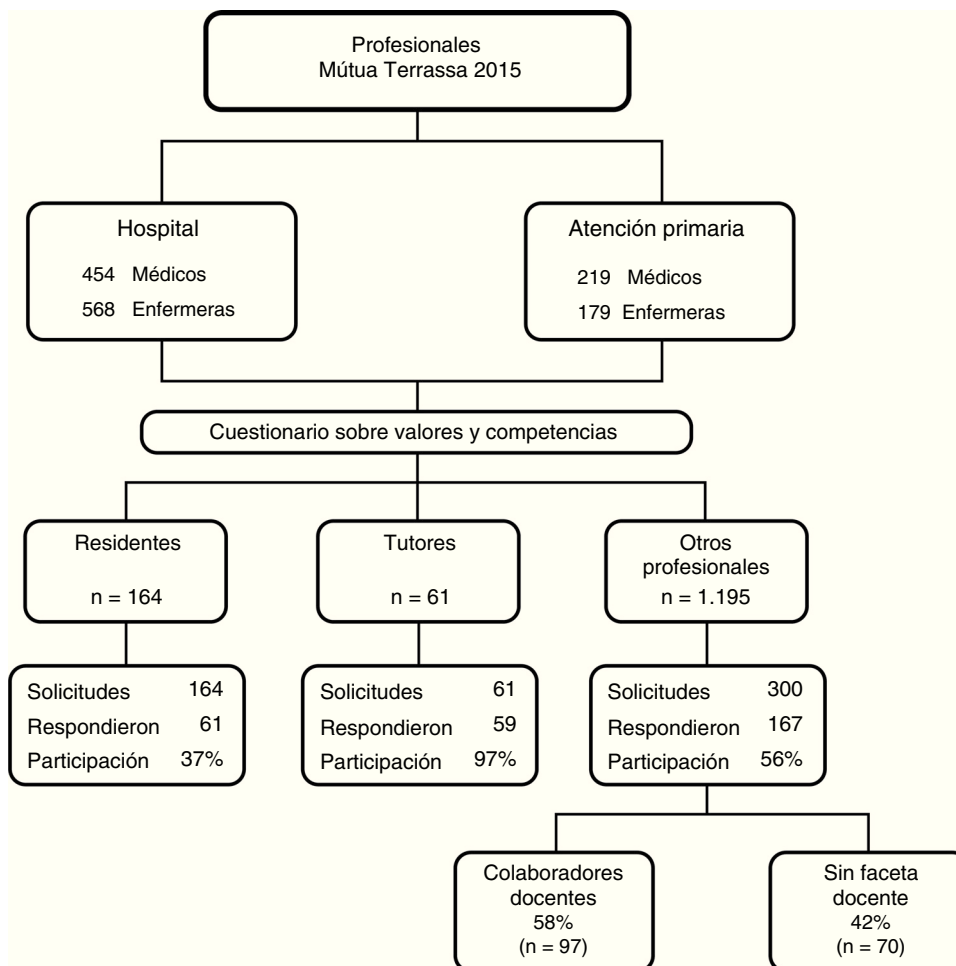 Profesionales
Mútua Terrassa 2015
Hospital
454 Médicos
568 Enfermeras
Atención primaria
219 Médicos
179 Enfermeras
Cuestionario sobre valores y competencias
Residentes
n = 164
Tutores
n = 61
Otros
profesionales
n = 1.195
Solicitudes 164
Respondieron 61
Participación 37%
Solicitudes 61
Respondieron 59
Participación 97%
Solicitudes 300
Respondieron 167
Participación 56%
Colaboradores
docentes
58%
(n = 97)
Sin faceta
docente
42%
(n = 70)